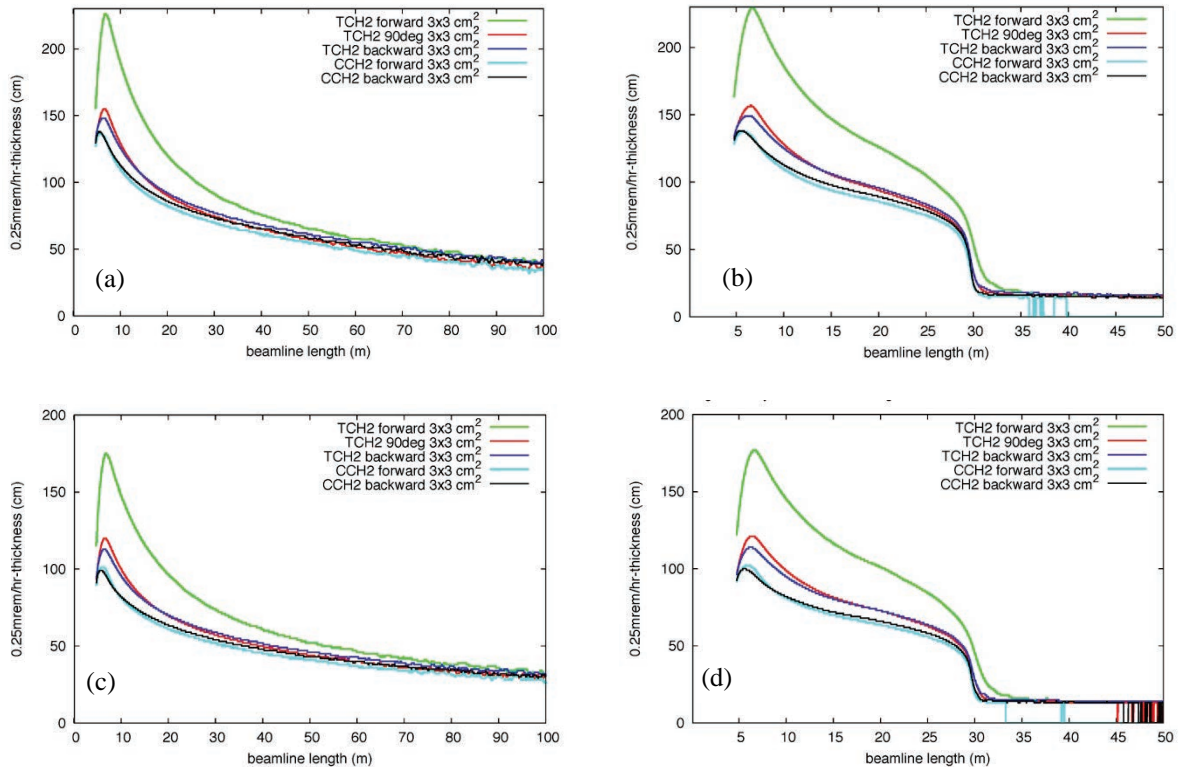 TCH2 forward 3x3 cm²
TCH2 90deg 3x3 cm²
TCH2 backward 3x3 cm²
CCH2 forward 3x3 cm²
CCH2 backward 3x3 cm²
0.25mrem/hr-thickness (cm)
200
150
100
50
0
(a)
0 10 20 30 40 50 60 70 80 90 100
beamline length (m)
TCH2 forward 3x3 cm²
TCH2 90deg 3x3 cm²
TCH2 backward 3x3 cm²
CCH2 forward 3x3 cm²
CCH2 backward 3x3 cm²
0.25mrem/hr-thickness (cm)
200
150
100
50
0
(b)
5 10 15 20 25 30 35 40 45 50
beamline length (m)
TCH2 forward 3x3 cm²
TCH2 90deg 3x3 cm²
TCH2 backward 3x3 cm²
CCH2 forward 3x3 cm²
CCH2 backward 3x3 cm²
0.25mrem/hr-thickness (cm)
200
150
100
50
0
(c)
0 10 20 30 40 50 60 70 80 90 100
beamline length (m)
TCH2 forward 3x3 cm²
TCH2 90deg 3x3 cm²
TCH2 backward 3x3 cm²
CCH2 forward 3x3 cm²
CCH2 backward 3x3 cm²
0.25mrem/hr-thickness (cm)
200
150
100
50
0
(d)
5 10 15 20 25 30 35 40 45 50
beamline length (m)